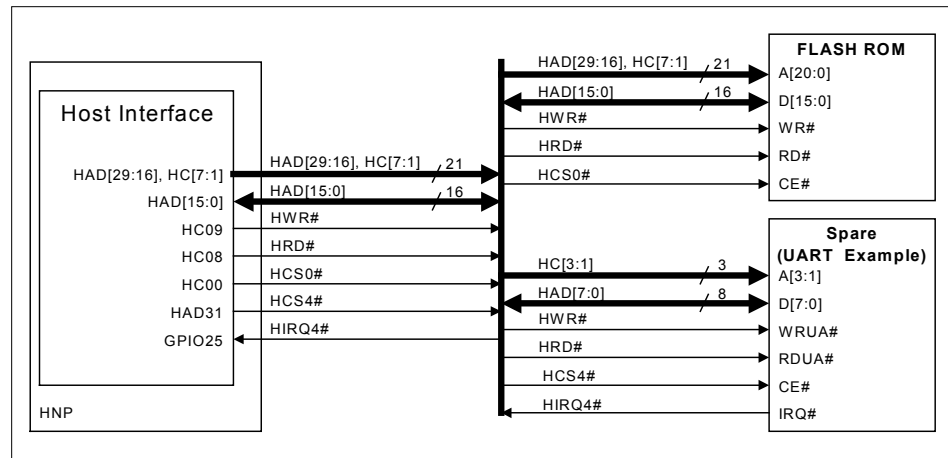 Host Interface
HAD[29:16], HC[7:1]
HAD[15:0]
HC09
HC08
HC00
HAD31
GPIO25
HNP
HAD[29:16], HC[7:1]
21
HAD[15:0]
16
HWR#
HRD#
HCS0#
HCS4#
HIRQ4#
HAD[29:16], HC[7:1]
21
HAD[15:0]
16
HWR#
HRD#
HCS0#
FLASH ROM
A[20:0]
D[15:0]
WR#
RD#
CE#
HC[3:1]
3
HAD[7:0]
8
HWR#
HRD#
HCS4#
HIRQ4#
Spare
(UART Example)
A[3:1]
D[7:0]
WRUA#
RDUA#
CE#
IRQ#